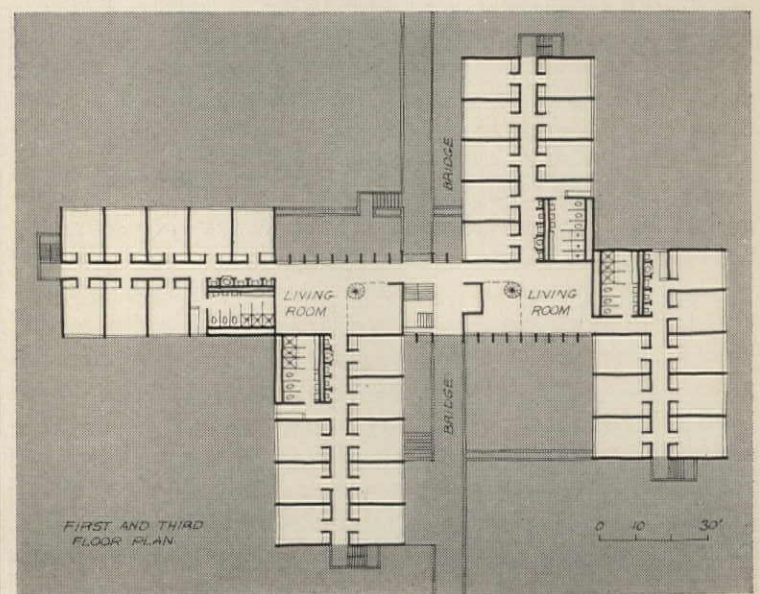 BRIDGE
LIVING
ROOM
LIVING
ROOM
BRIDGE
FIRST AND THIRD
FLOOR PLAN
0 10 30'